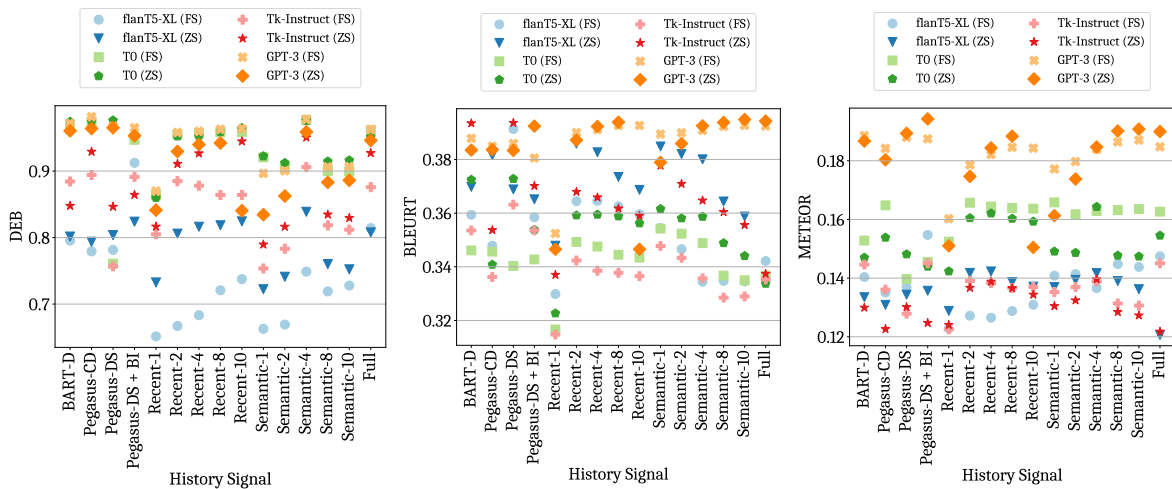 flanT5-XL (FS)
flanT5-XL (ZS)
T0 (FS)
T0 (ZS)
Tk-Instruct (FS)
Tk-Instruct (ZS)
GPT-3 (FS)
GPT-3 (ZS)
DEB
0.9
0.8
0.7
BART-D
Pegasus-CD
Pegasus-DS
Pegasus-DS + BI
Recent-1
Recent-2
Recent-4
Recent-8
Recent-10
Semantic-1
Semantic-2
Semantic-4
Semantic-8
Semantic-10
Full
History Signal
flanT5-XL (FS)
flanT5-XL (ZS)
T0 (FS)
T0 (ZS)
Tk-Instruct (FS)
Tk-Instruct (ZS)
GPT-3 (FS)
GPT-3 (ZS)
BLEURT
0.38
0.36
0.34
0.32
BART-D
Pegasus-CD
Pegasus-DS
Pegasus-DS + BI
Recent-1
Recent-2
Recent-4
Recent-8
Recent-10
Semantic-1
Semantic-2
Semantic-4
Semantic-8
Semantic-10
Full
History Signal
flanT5-XL (FS)
flanT5-XL (ZS)
T0 (FS)
T0 (ZS)
Tk-Instruct (FS)
Tk-Instruct (ZS)
GPT-3 (FS)
GPT-3 (ZS)
METEOR
0.18
0.16
0.14
0.12
BART-D
Pegasus-CD
Pegasus-DS
Pegasus-DS + BI
Recent-1
Recent-2
Recent-4
Recent-8
Recent-10
Semantic-1
Semantic-2
Semantic-4
Semantic-8
Semantic-10
Full
History Signal